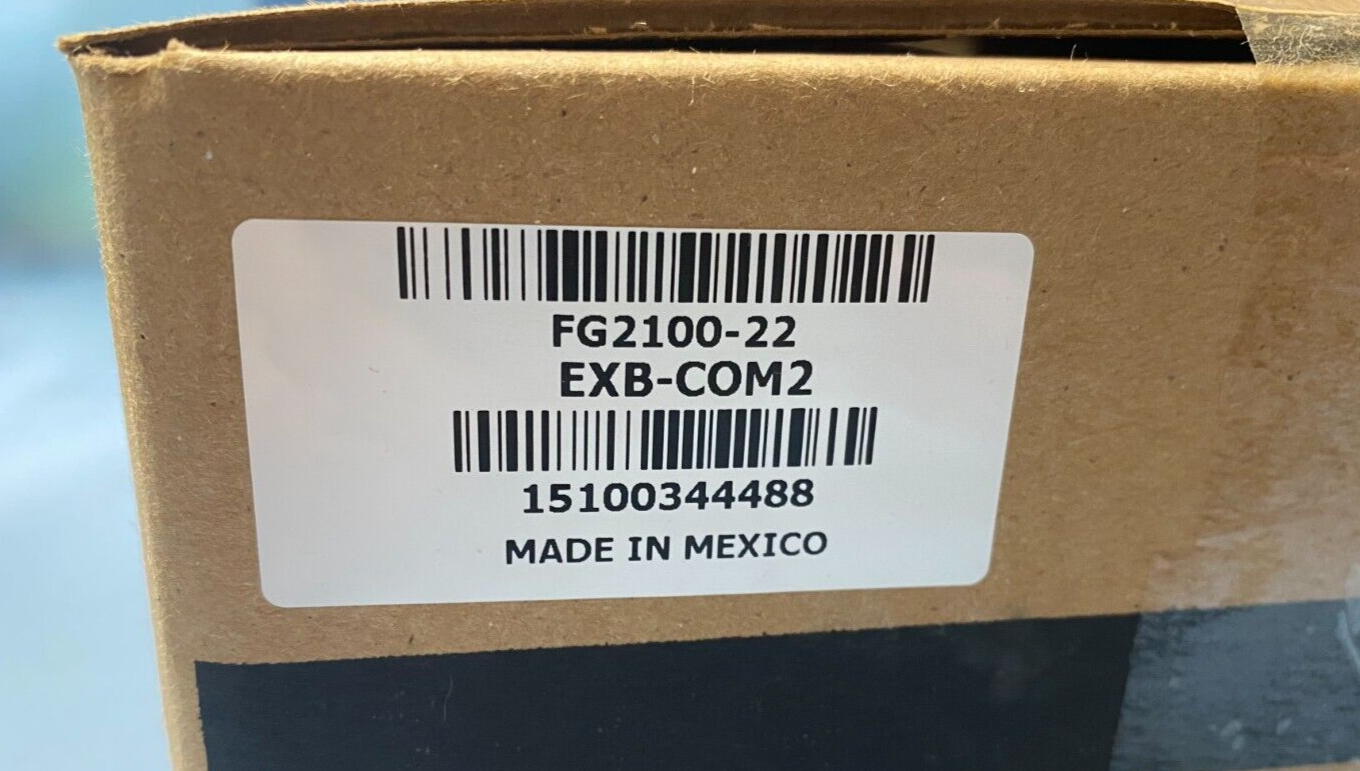 FG2100-22
EXB-COM2
15100344488
MADE IN MEXICO